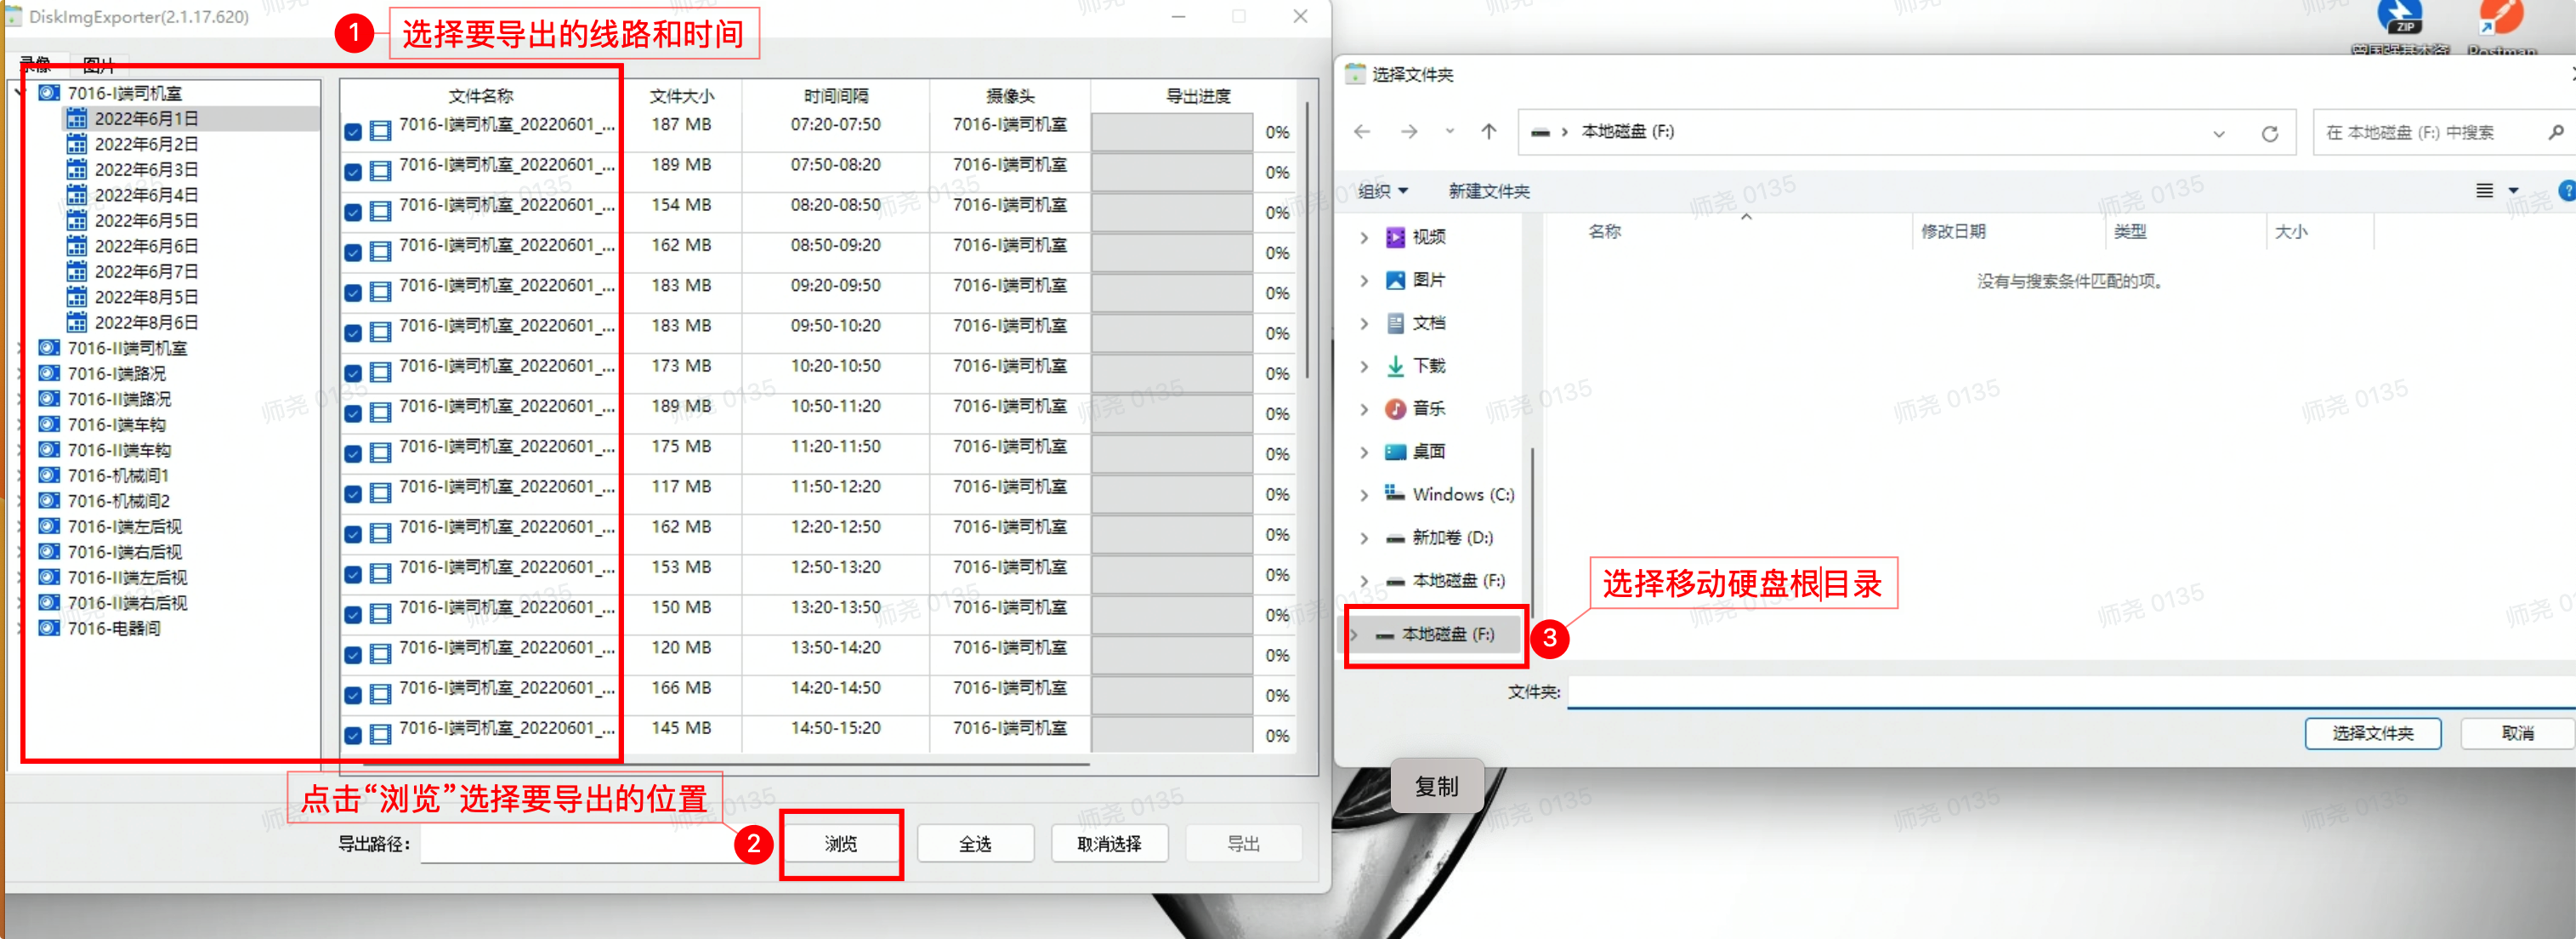 DiskImgExporter(2.1.17.620)
1 选择要导出的线路和时间
录像 图片
7016-I端司机室
2022年6月1日
2022年6月2日
2022年6月3日
2022年6月4日
2022年6月5日
2022年6月6日
2022年6月7日
2022年8月5日
2022年8月6日
7016-II端司机室
7016-I端路况
7016-II端路况
7016-I端车钩
7016-II端车钩
7016-机械间1
7016-机械间2
7016-I端左后视
7016-I端右后视
7016-II端左后视
7016-II端右后视
7016-电器间
文件名称 文件大小 时间间隔 摄像头 导出进度
7016-I端司机室_20220601_... 187 MB 07:20-07:50 7016-I端司机室 0%
7016-I端司机室_20220601_... 189 MB 07:50-08:20 7016-I端司机室 0%
7016-I端司机室_20220601_... 154 MB 08:20-08:50 7016-I端司机室 0%
7016-I端司机室_20220601_... 162 MB 08:50-09:20 7016-I端司机室 0%
7016-I端司机室_20220601_... 183 MB 09:20-09:50 7016-I端司机室 0%
7016-I端司机室_20220601_... 183 MB 09:50-10:20 7016-I端司机室 0%
7016-I端司机室_20220601_... 173 MB 10:20-10:50 7016-I端司机室 0%
7016-I端司机室_20220601_... 189 MB 10:50-11:20 7016-I端司机室 0%
7016-I端司机室_20220601_... 175 MB 11:20-11:50 7016-I端司机室 0%
7016-I端司机室_20220601_... 117 MB 11:50-12:20 7016-I端司机室 0%
7016-I端司机室_20220601_... 162 MB 12:20-12:50 7016-I端司机室 0%
7016-I端司机室_20220601_... 153 MB 12:50-13:20 7016-I端司机室 0%
7016-I端司机室_20220601_... 150 MB 13:20-13:50 7016-I端司机室 0%
7016-I端司机室_20220601_... 120 MB 13:50-14:20 7016-I端司机室 0%
7016-I端司机室_20220601_... 166 MB 14:20-14:50 7016-I端司机室 0%
7016-I端司机室_20220601_... 145 MB 14:50-15:20 7016-I端司机室 0%
点击“浏览”选择要导出的位置
导出路径： 2 浏览 全选 取消选择 导出
ZIP
Postman
选择文件夹
本地磁盘 (F:) 在 本地磁盘 (F:) 中搜索
组织 新建文件夹
名称 修改日期 类型 大小
没有与搜索条件匹配的项。
视频
图片
文档
下载
音乐
桌面
Windows (C:)
新加卷 (D:)
本地磁盘 (F:)
选择移动硬盘根目录
本地磁盘 (F:) 3
文件夹:
选择文件夹 取消
复制
师尧 0135